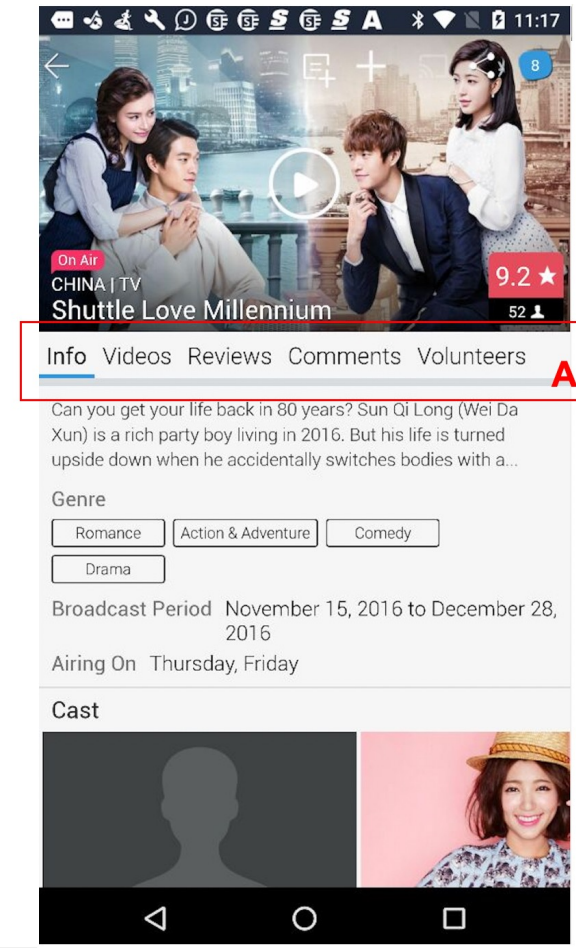 11:17
8
On Air
CHINA | TV
Shuttle Love Millennium
9.2 ★
52
Info Videos Reviews Comments Volunteers
A
Can you get your life back in 80 years? Sun Qi Long (Wei Da
Xun) is a rich party boy living in 2016. But his life is turned
upside down when he accidentally switches bodies with a...
Genre
Romance Action & Adventure Comedy
Drama
Broadcast Period November 15, 2016 to December 28,
2016
Airing On Thursday, Friday
Cast